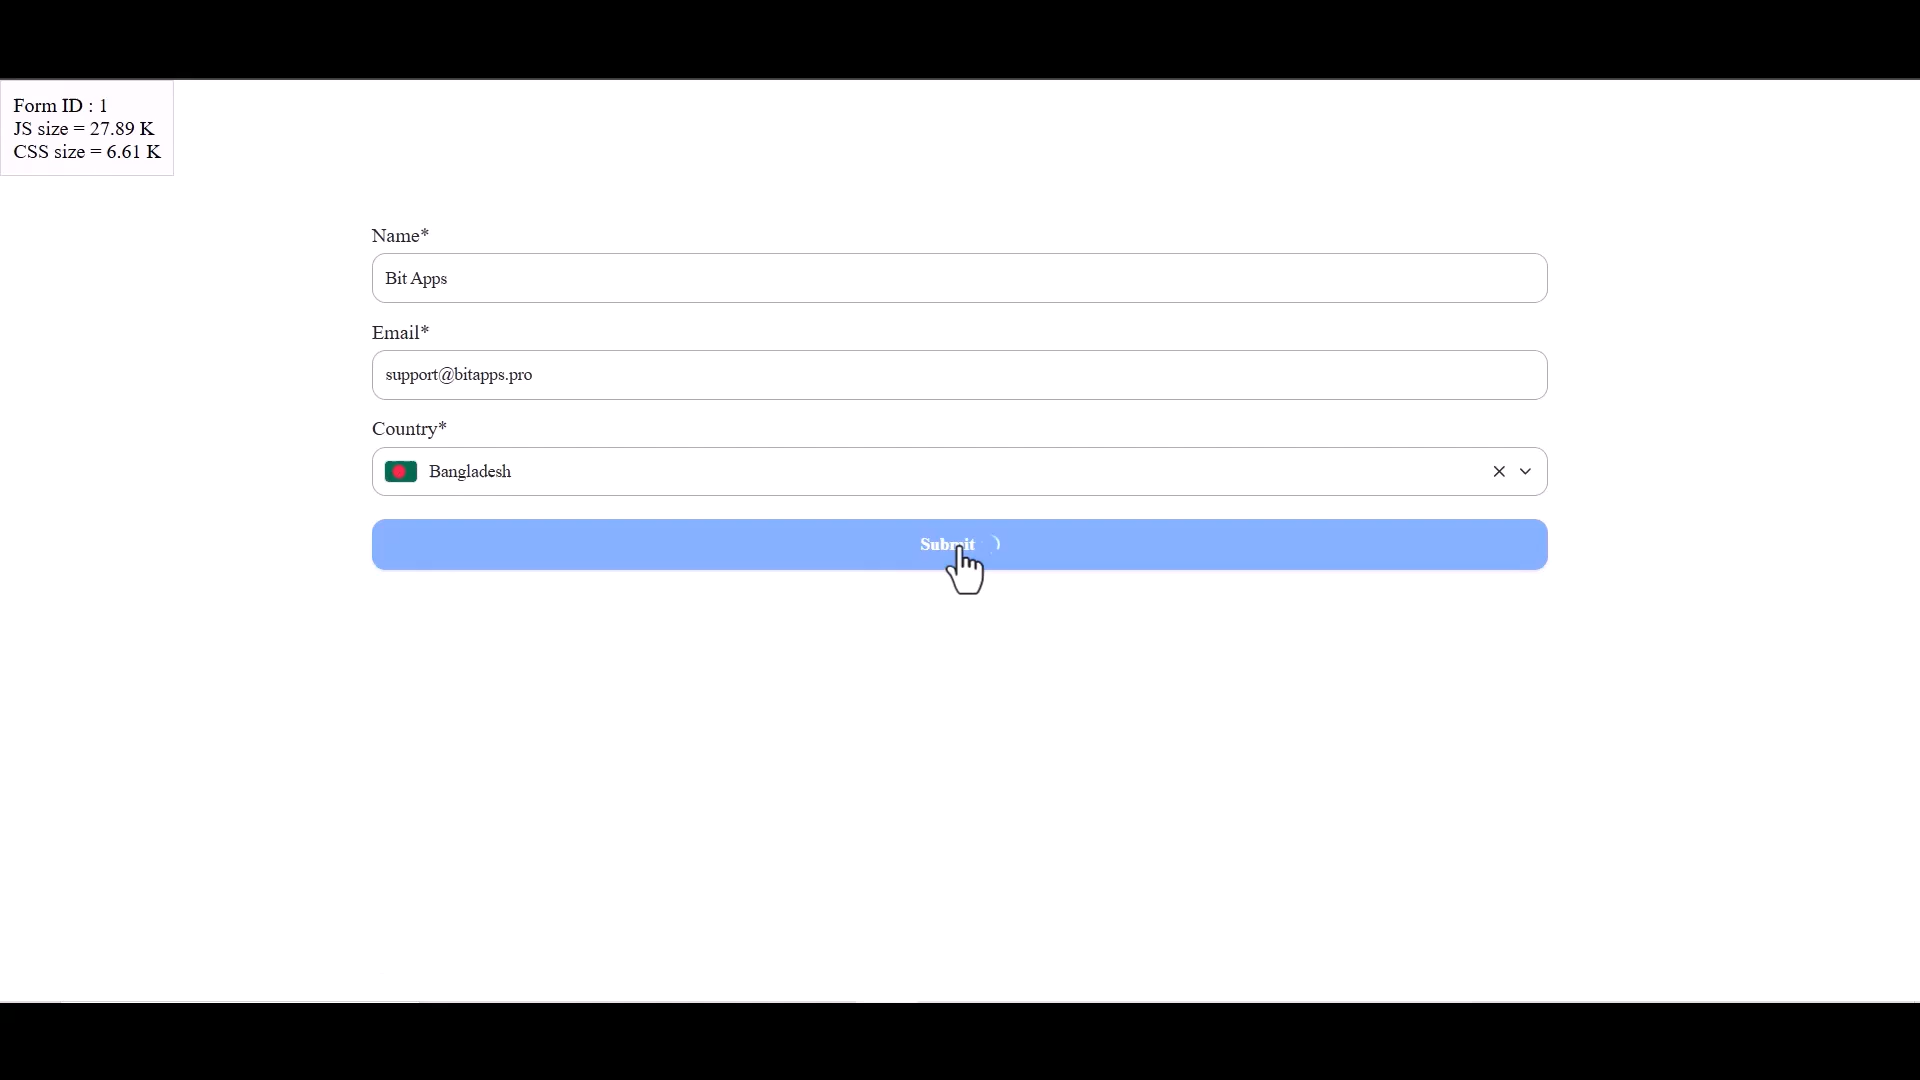 Form ID : 1
JS size = 27.89 K
CSS size = 6.61 K
Name*
Bit Apps
Email*
support@bitapps.pro
Country*
Bangladesh
Submit